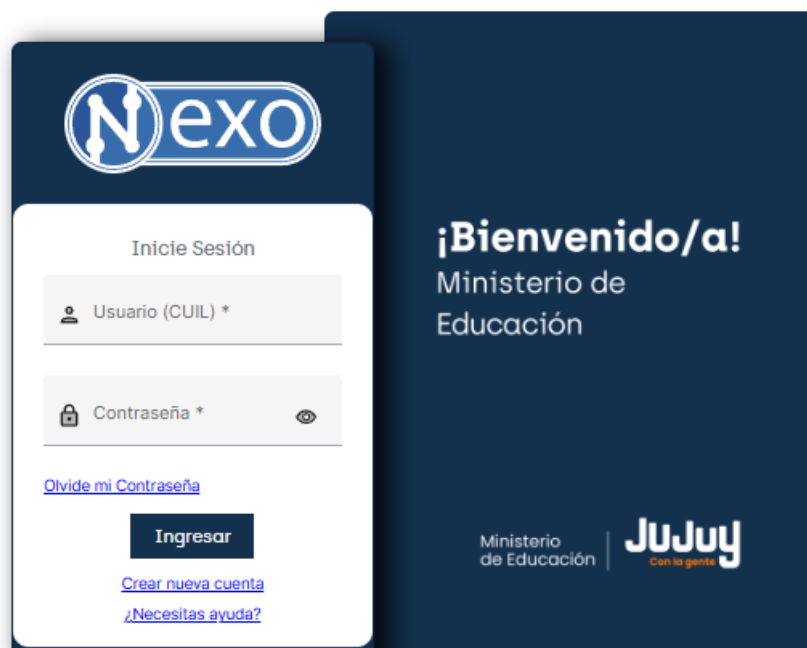 Nexo
Inicie Sesión
Usuario (CUIL) *
Contraseña *
Olvide mi Contraseña
Ingresar
Crear nueva cuenta
¿Necesitas ayuda?
¡Bienvenido/a!
Ministerio de
Educación
Ministerio
de Educación
JuJuy
Con la gente